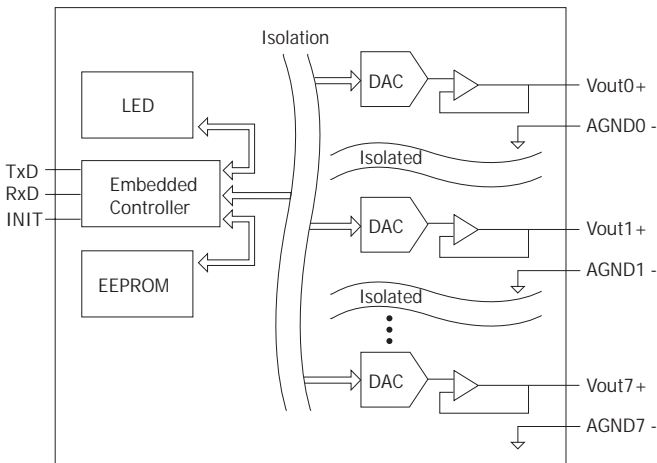 Isolation
LED
TxD
RxD
INIT
Embedded
Controller
EEPROM
DAC
Vout0+
AGND0 -
Isolated
DAC
Vout1+
AGND1 -
Isolated
DAC
Vout7+
AGND7 -